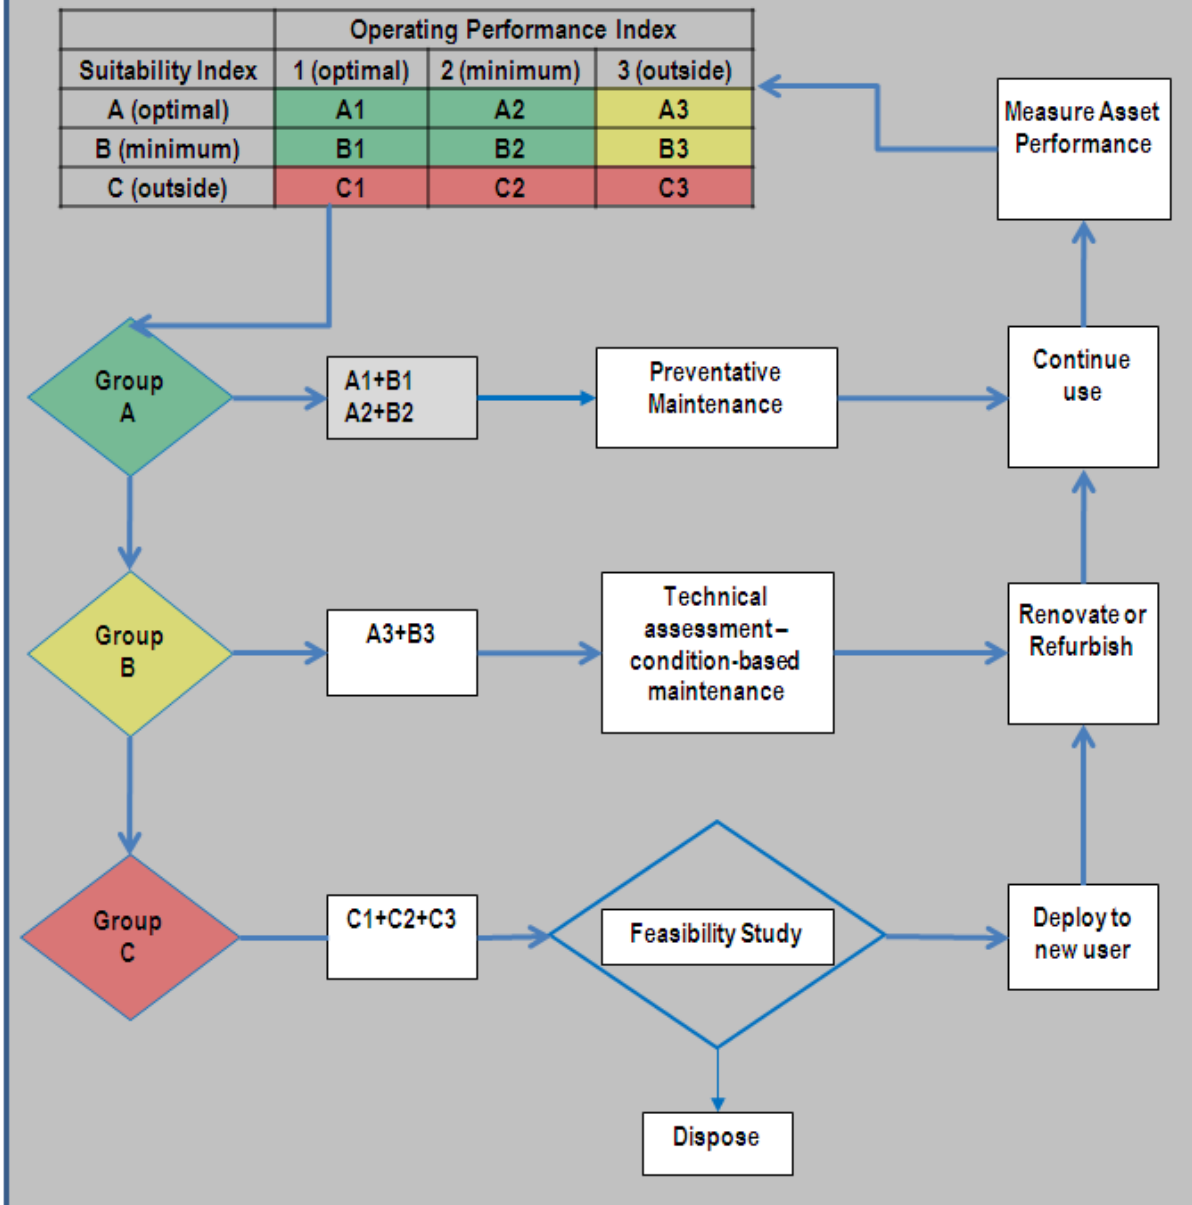 Operating Performance Index
Suitability Index 1 (optimal) 2 (minimum) 3 (outside)
A (optimal) A1 A2 A3
B (minimum) B1 B2 B3
C (outside) C1 C2 C3
Measure Asset
Performance
Group
A
A1+B1
A2+B2
Preventative
Maintenance
Continue
use
Group
B
A3+B3
Technical
assessment–
condition-based
maintenance
Renovate or
Refurbish
Group
C
C1+C2+C3
Feasibility Study
Deploy to
new user
Dispose